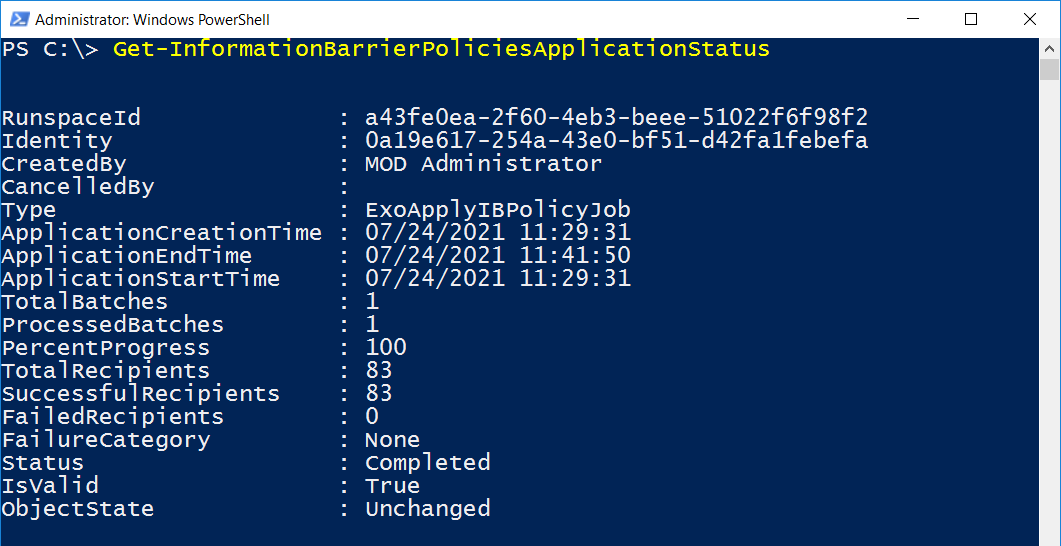 Administrator: Windows PowerShell
PS C:\> Get-InformationBarrierPoliciesApplicationStatus
RunspaceId : a43fe0ea-2f60-4eb3-beee-51022f6f98f2
Identity : 0a19e617-254a-43e0-bf51-d42fa1febefa
CreatedBy : MOD Administrator
CancelledBy :
Type : ExoApplyIBPolicyJob
ApplicationCreationTime : 07/24/2021 11:29:31
ApplicationEndTime : 07/24/2021 11:41:50
ApplicationStartTime : 07/24/2021 11:29:31
TotalBatches : 1
ProcessedBatches : 1
PercentProgress : 100
TotalRecipients : 83
SuccessfulRecipients : 83
FailedRecipients : 0
FailureCategory : None
Status : Completed
IsValid : True
ObjectState : Unchanged